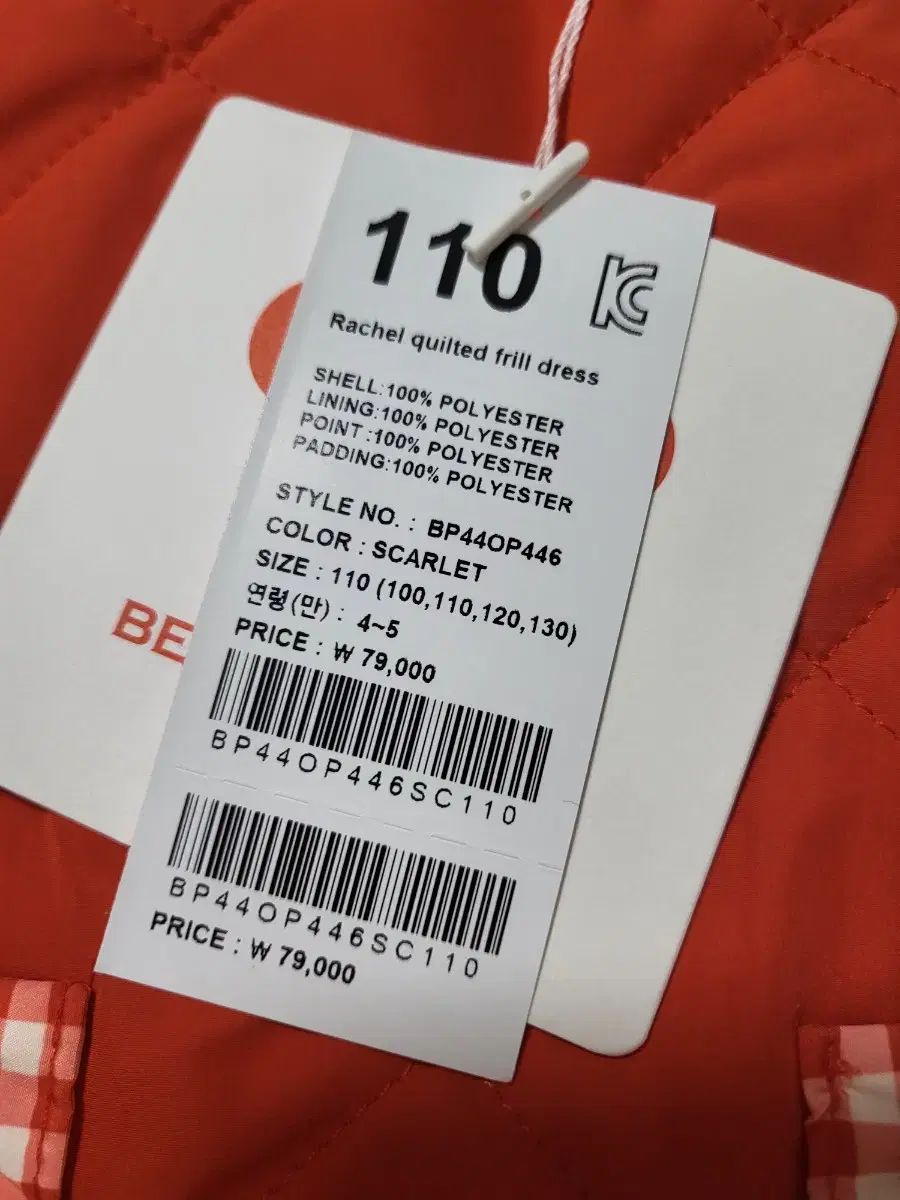 110
KC
Rachel quilted frill dress
SHELL:100% POLYESTER
LINING:100% POLYESTER
POINT :100% POLYESTER
PADDING:100% POLYESTER
STYLE NO. : BP44OP446
COLOR : SCARLET
SIZE : 110 (100,110,120,130)
연령(만) : 4~5
PRICE : ₩ 79,000
BP44OP446SC110
BP44OP446SC110
PRICE : ₩ 79,000
BE